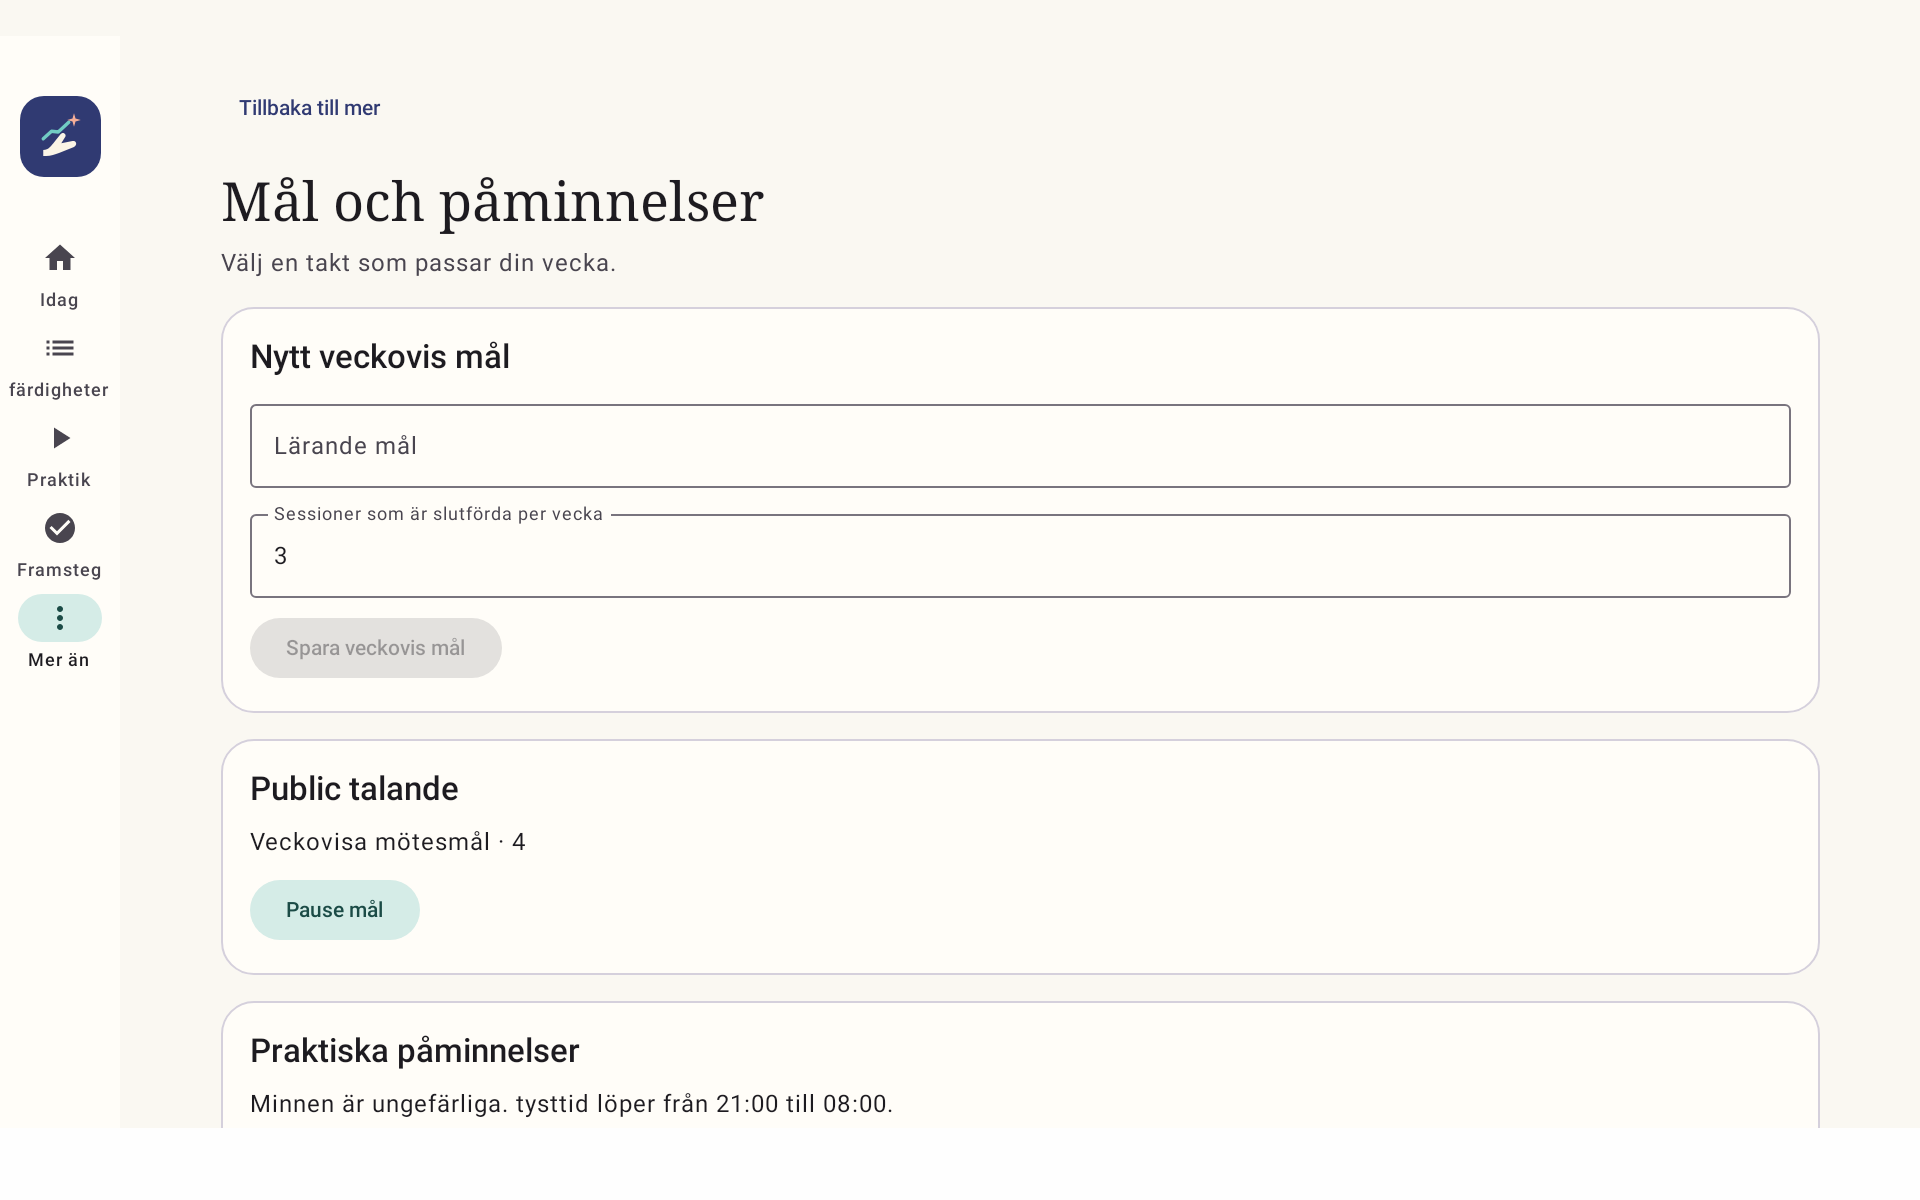 Tillbaka till mer
Mål och påminnelser
Välj en takt som passar din vecka.
Idag
färdigheter
Praktik
Framsteg
Mer än
Nytt veckovis mål
Lärande mål
Sessioner som är slutförda per vecka
3
Spara veckovis mål
Public talande
Veckovisa mötesmål · 4
Pause mål
Praktiska påminnelser
Minnen är ungefärliga. tysttid löper från 21:00 till 08:00.